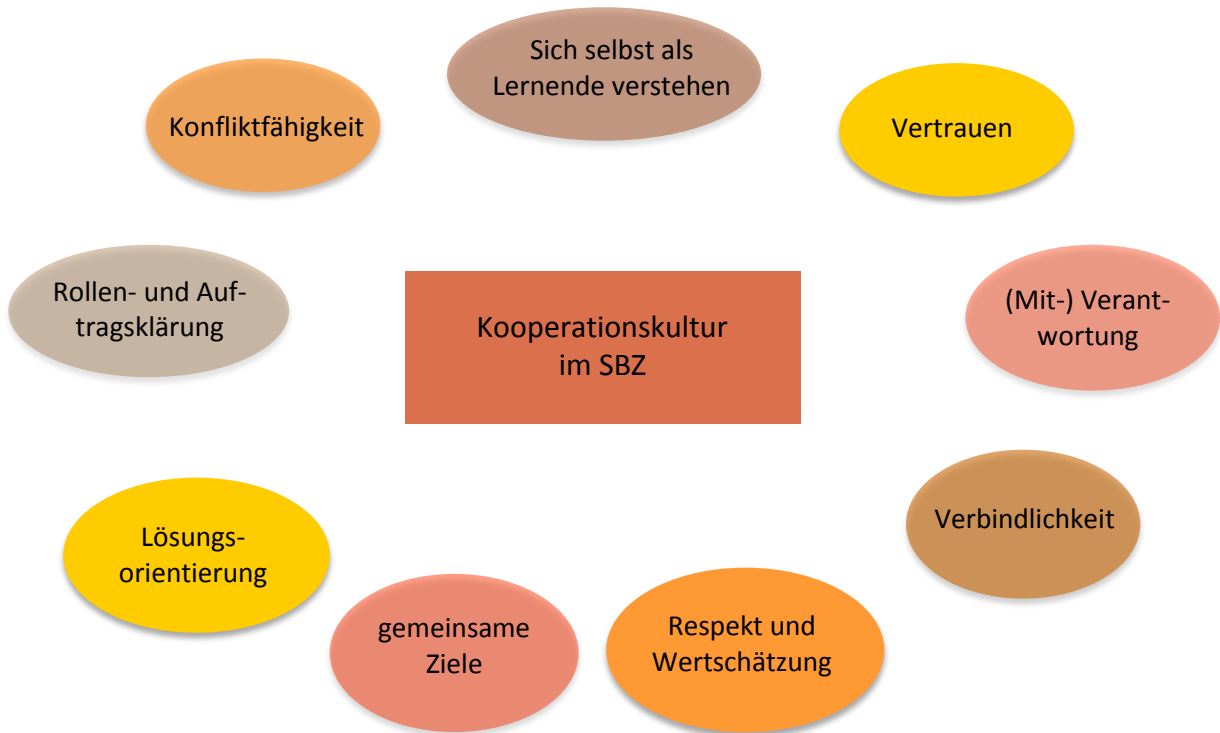 Sich selbst als
Lernende verstehen
Konfliktfähigkeit
Vertrauen
Rollen- und Auf-
tragsklärung
Kooperationskultur
im SBZ
(Mit-) Verant-
wortung
Lösungs-
orientierung
Verbindlichkeit
gemeinsame
Ziele
Respekt und
Wertschätzung